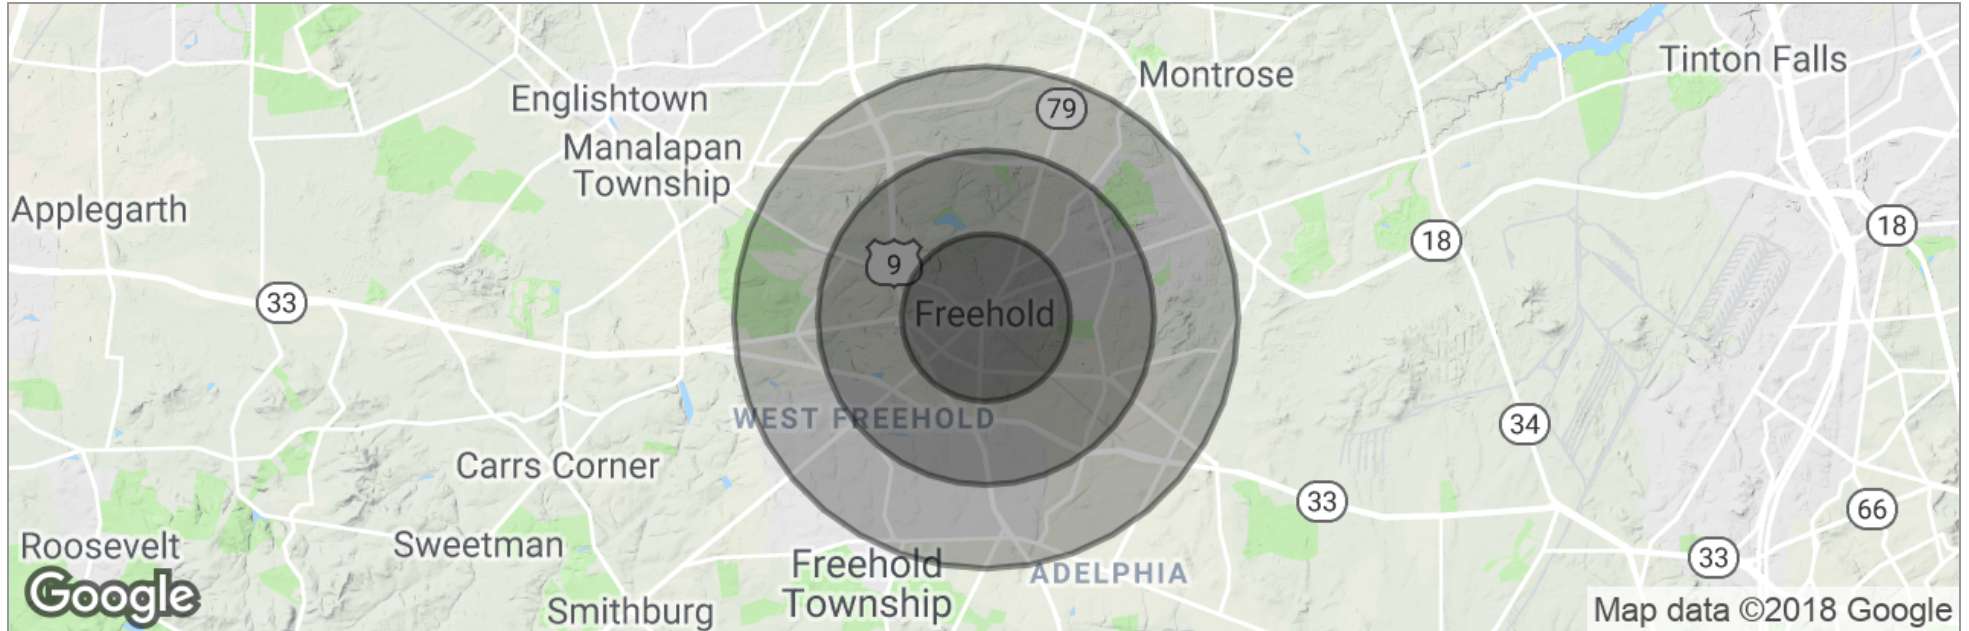 Tinton Falls
Montrose
Englishtown
79
Manalapan
Township
Applegarth
18
18
9
33
Freehold
WEST FREEHOLD
34
Carrs Corner
33
66
Roosevelt
Sweetman
33
Freehold
Township
ADELPHIA
Google
Smithburg
Map data ©2018 Google